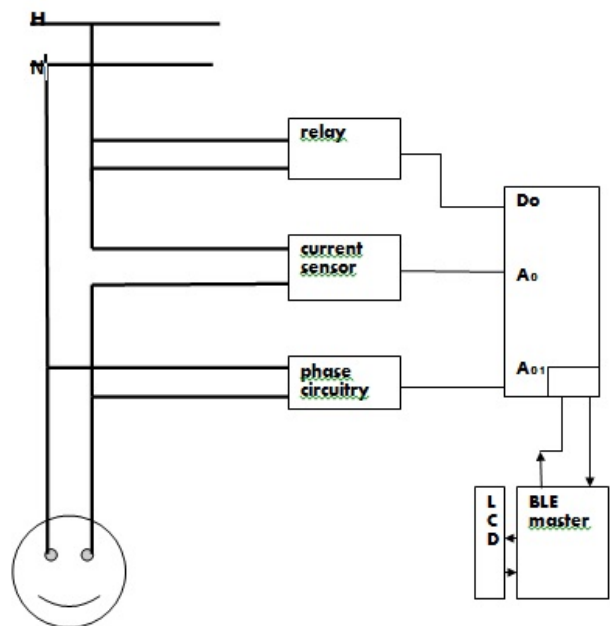 H
N
relay
Do
current
sensor
A0
phase
circuitry
A01
L
C
D
BLE
master